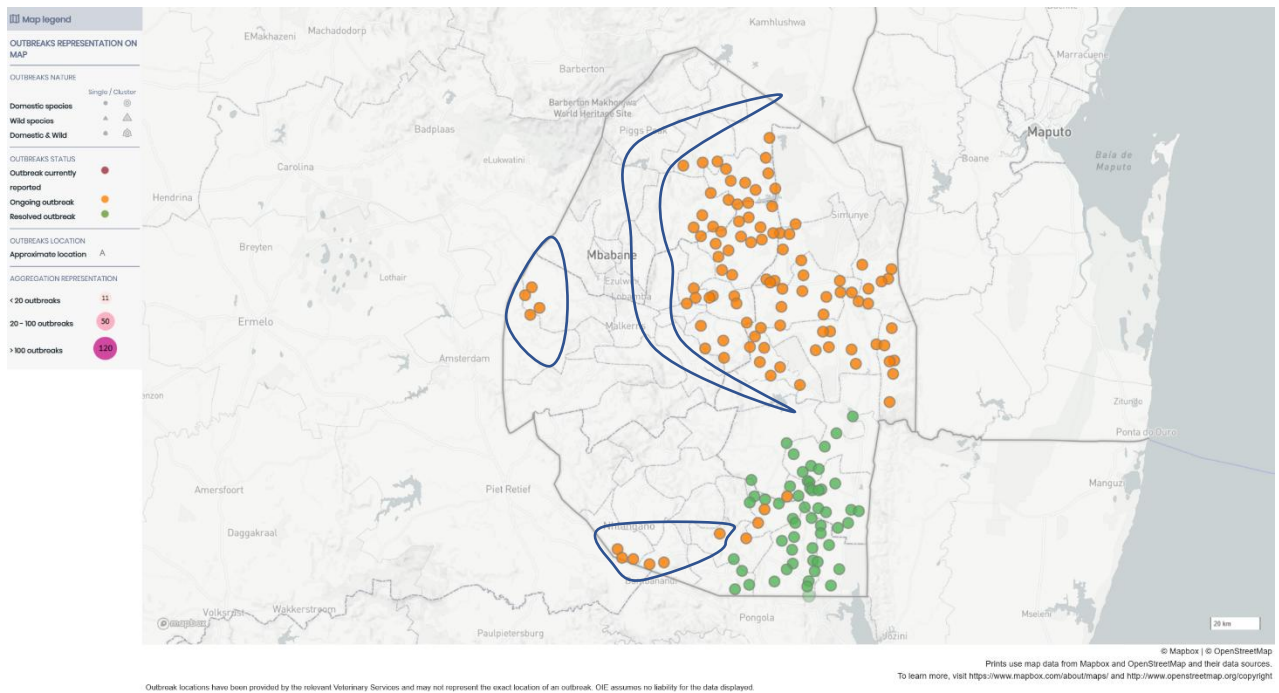 Map legend
OUTBREAKS REPRESENTATION ON
MAP
OUTBREAKS NATURE
Single / Cluster
Domestic species
Wild species
Domestic & Wild
OUTBREAKS STATUS
Outbreak currently
reported
Ongoing outbreak
Resolved outbreak
OUTBREAKS LOCATION
Approximate location A
AGGREGATION REPRESENTATION
< 20 outbreaks 11
20 - 100 outbreaks 50
> 100 outbreaks 120
Kamhlushwa
Machadodorp
EMakhazeni
Marracuene
Barberton
Barberton Makhonjwa
World Heritage Site
Piggs Peak
Badplaas
Maputo
eLukwatini
Boane
Baía de
Maputo
Carolina
Hendrina
Simunye
Breyten
Mbabane
Lothair
Ezulwini
Lobamba
Ermelo
Malkerns
Amsterdam
Zitundo
Ponta do Ouro
Manguzi
Amersfoort
Piet Retief
Nhlangano
Daggakraal
Volksrust
Wakkerstroom
Pongola
Mseleni
Paulpietersburg
Jozini
mapbox
20 km
© Mapbox | © OpenStreetMap
Prints use map data from Mapbox and OpenStreetMap and their data sources.
To learn more, visit https://www.mapbox.com/about/maps/ and http://www.openstreetmap.org/copyright
Outbreak locations have been provided by the relevant Veterinary Services and may not represent the exact location of an outbreak. OIE assumes no liability for the data displayed.